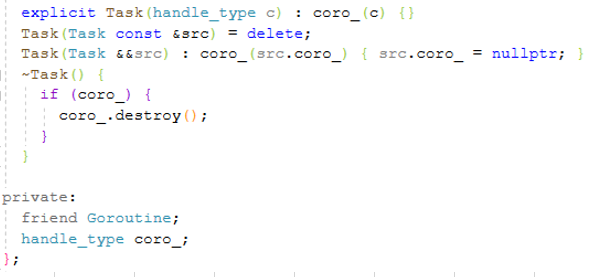 explicit Task(handle_type c) : coro_(c) {}
Task(Task const &src) = delete;
Task(Task &&src) : coro_(src.coro_) { src.coro_ = nullptr; }
~Task() {
if (coro_) {
coro_.destroy();
}
}
private:
friend Goroutine;
handle_type coro_;
};